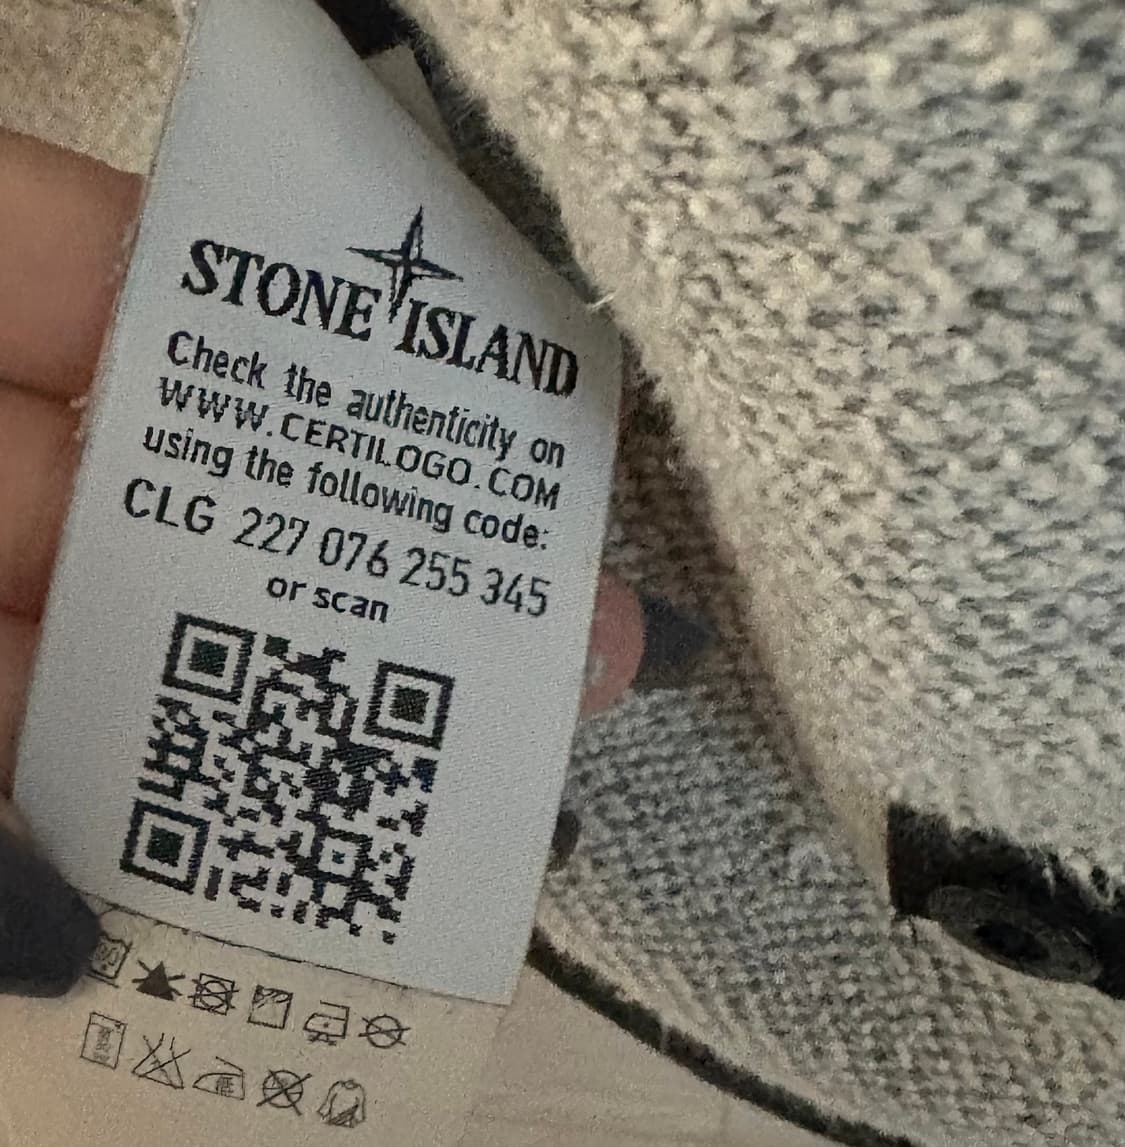 STONE ISLAND
Check the authenticity on
WWW.CERTILOGO.COM
using the following code:
CLG 227 076 255 345
or scan